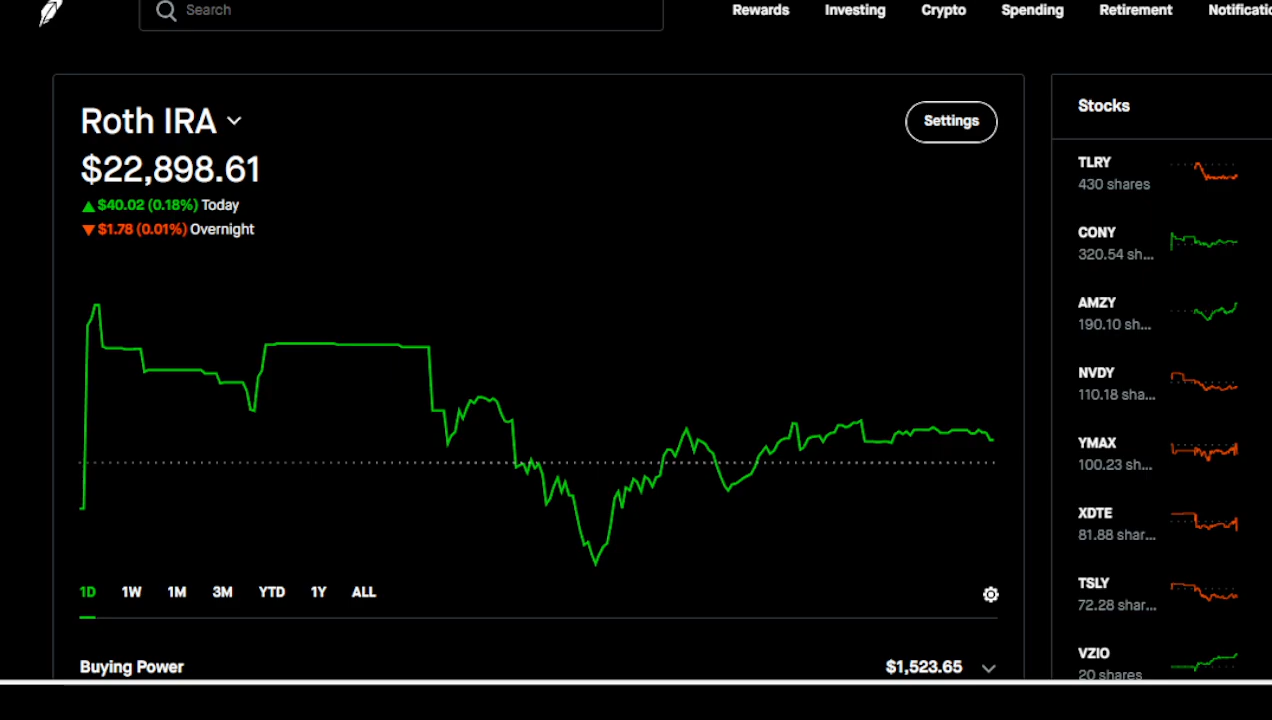 Search
Rewards Investing Crypto Spending Retirement Notificatio
Roth IRA
Settings
$22,898.61
$40.02 (0.18%) Today
$1.78 (0.01%) Overnight
1D 1W 1M 3M YTD 1Y ALL
Buying Power $1,523.65
Stocks
TLRY
430 shares
CONY
320.54 sh...
AMZY
190.10 sh...
NVDY
110.18 sha...
YMAX
100.23 sh...
XDTE
81.88 shar...
TSLY
72.28 shar...
VZIO
20 shares